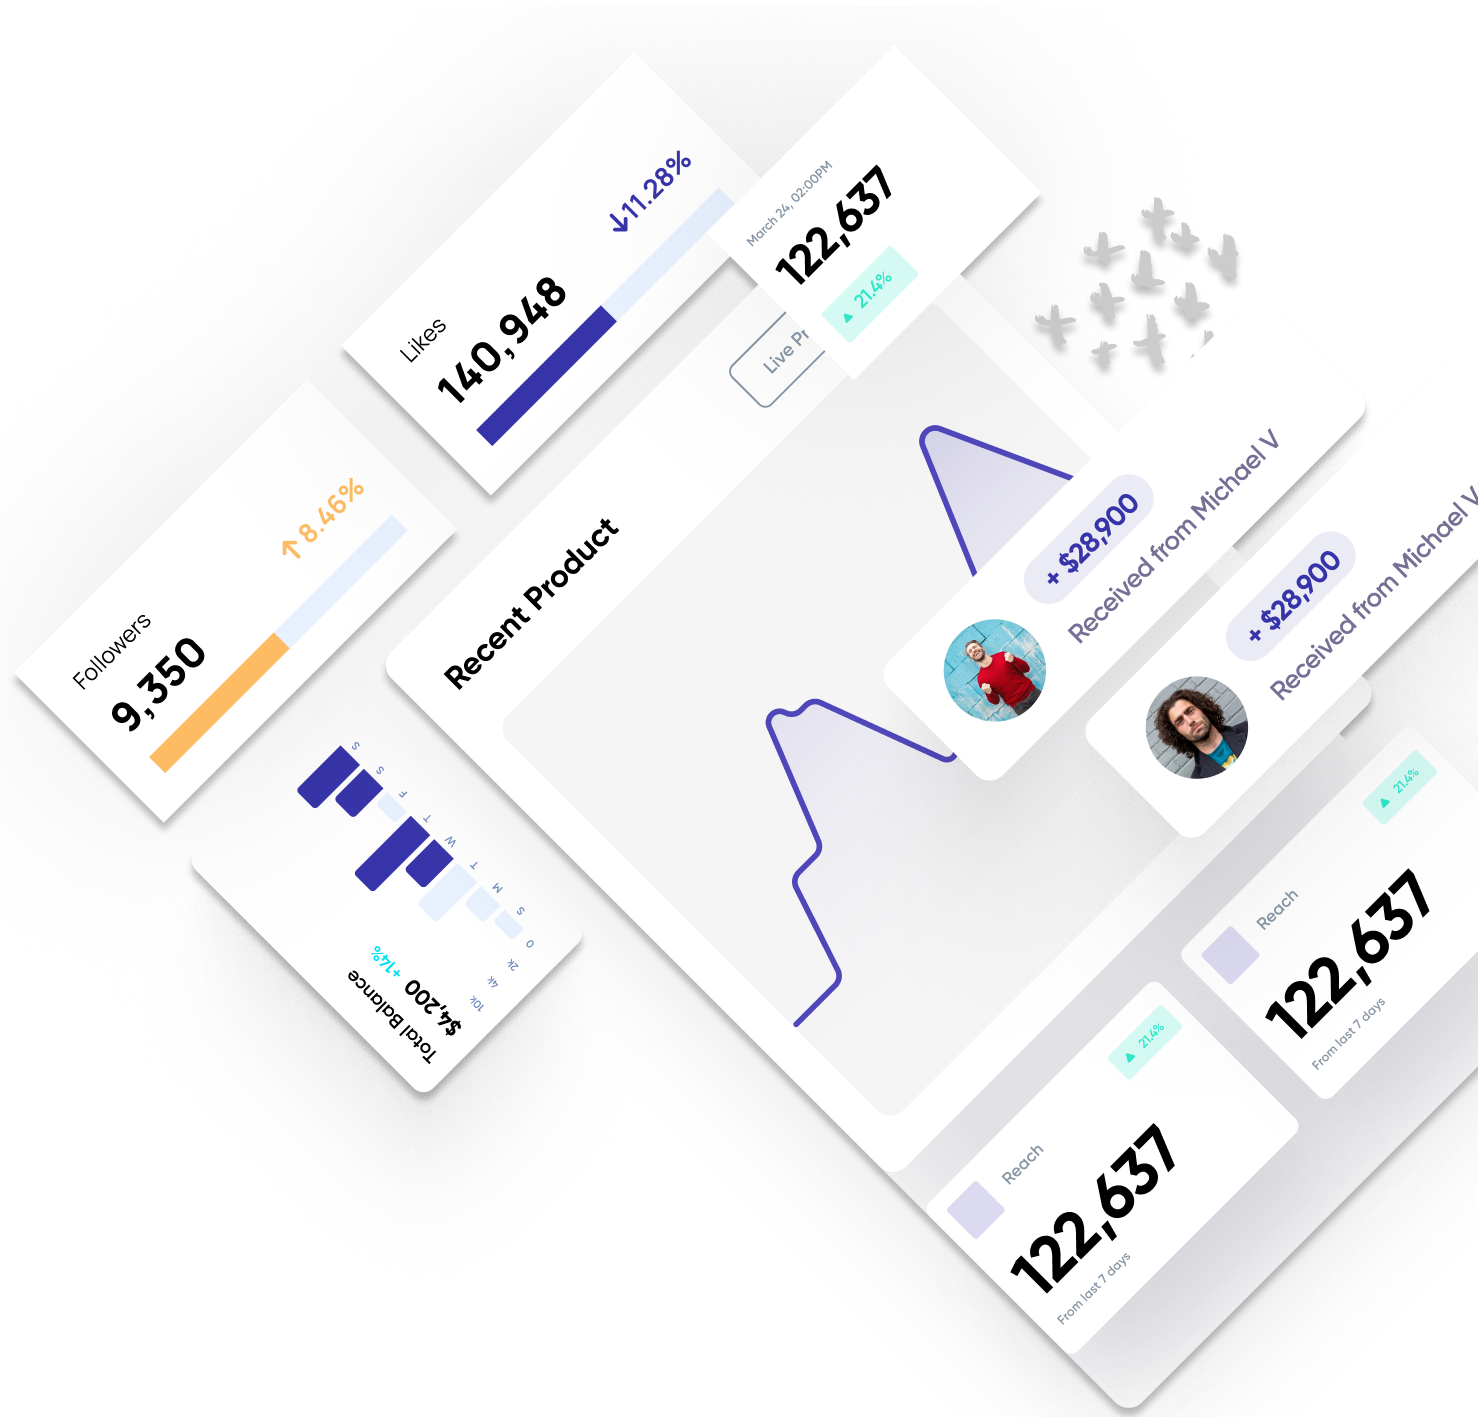 Likes
140,948
↓11.28%
March 24, 02:00PM
122,637
▲ 21.4%
Followers
9,350
↑8.46%
Recent Product
Live Pr
+ $28,900
Received from Michael V
+ $28,900
Received from Michael V
Total Balance
$4,200 +14%
10k
4k
2k
0
S
M
T
W
T
F
S
S
Reach
▲ 21.4%
122,637
From last 7 days
Reach
▲ 21.4%
122,637
From last 7 days